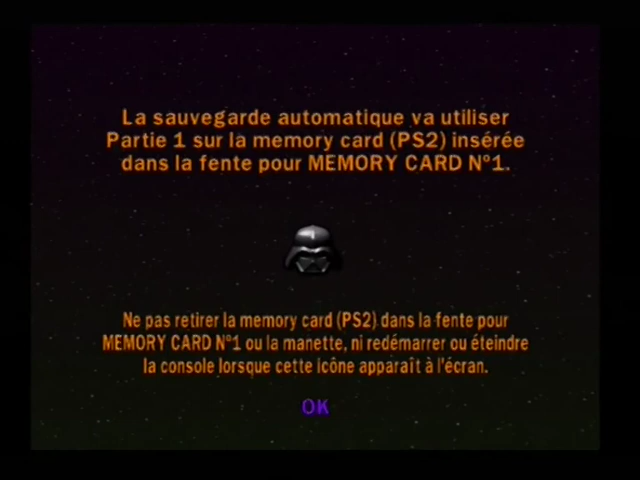 La sauvegarde automatique va utiliser
Partie 1 sur la memory card (PS2) insérée
dans la fente pour MEMORY CARD N°1.
Ne pas retirer la memory card (PS2) dans la fente pour
MEMORY CARD N°1 ou la manette, ni redémarrer ou éteindre
la console lorsque cette icône apparaît à l'écran.
OK